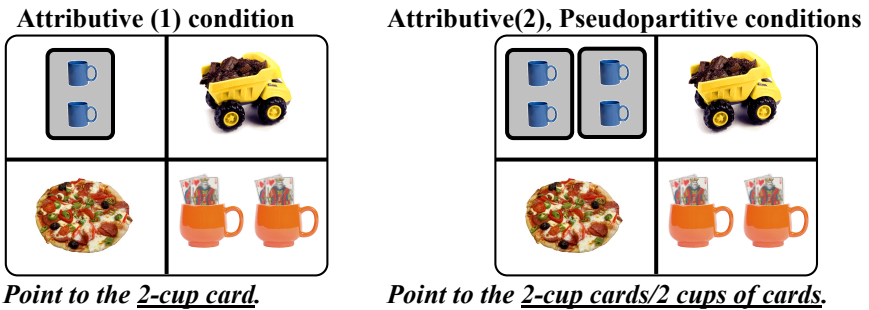 Attributive (1) condition
Attributive(2), Pseudopartitive conditions
Point to the 2-cup card.
Point to the 2-cup cards/2 cups of cards.